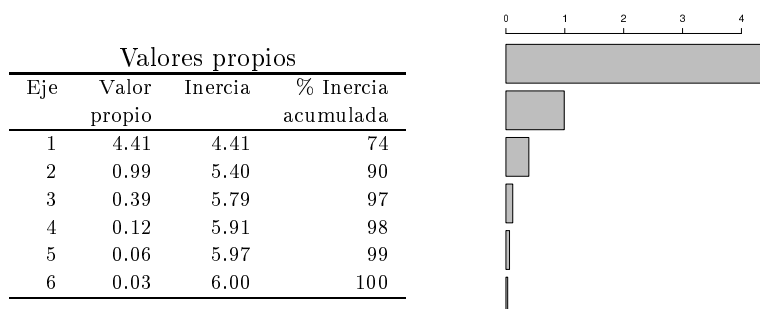 Valores propios
Eje Valor Inercia % Inercia
propio acumulada
1 4.41 4.41 74
2 0.99 5.40 90
3 0.39 5.79 97
4 0.12 5.91 98
5 0.06 5.97 99
6 0.03 6.00 100
0 1 2 3 4